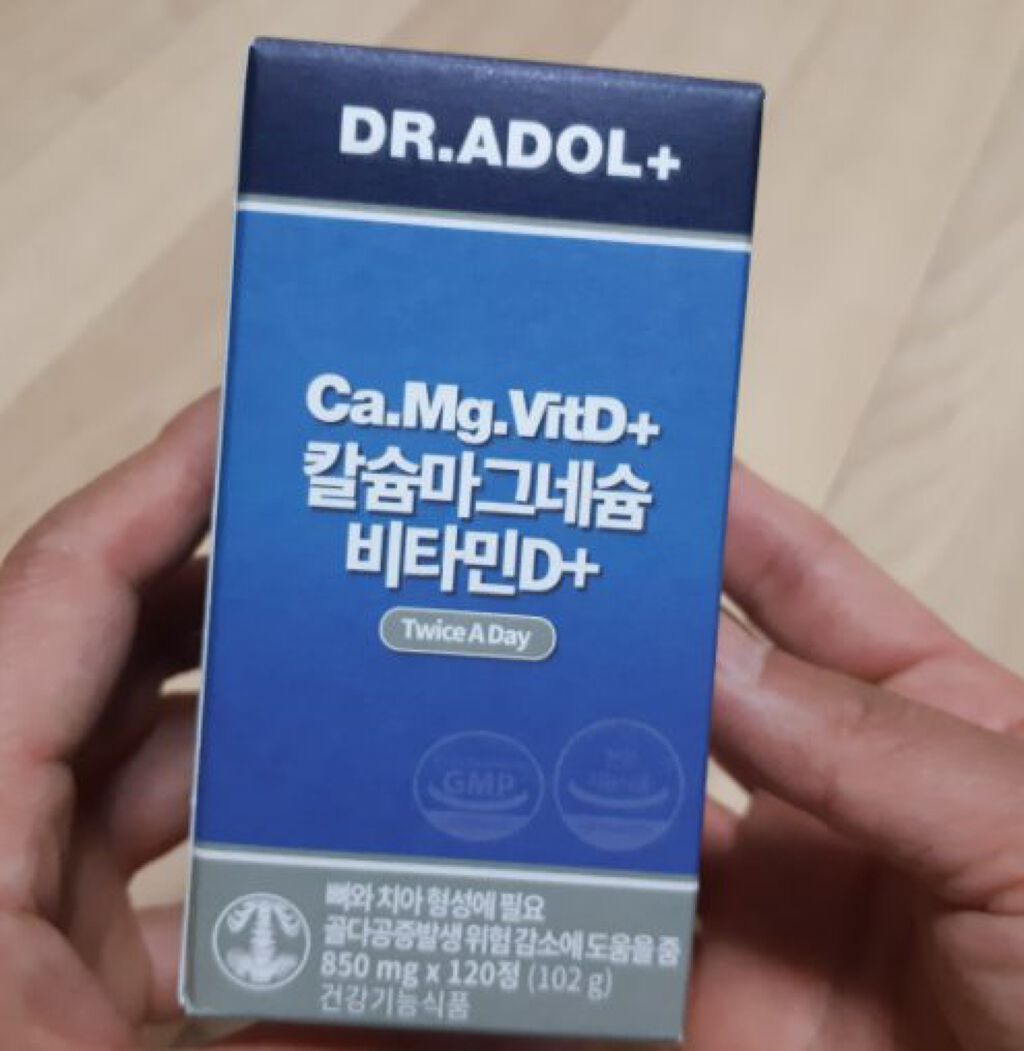 DR.ADOL+
Ca.Mg.VitD+
칼슘마그네슘
비타민D+
Twice A Day
GMP
뼈와 치아 형성에 필요
골다공증발생 위험 감소에 도움을 줌
850 mg x 120정 (102 g)
건강기능식품